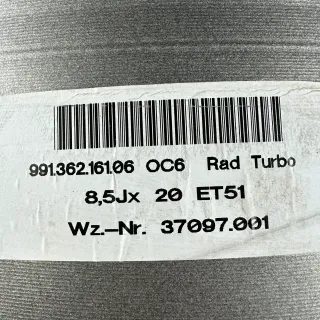 991.362.161.06 OC6 Rad Turbo
8,5Jx 20 ET51
Wz.-Nr. 37097.001